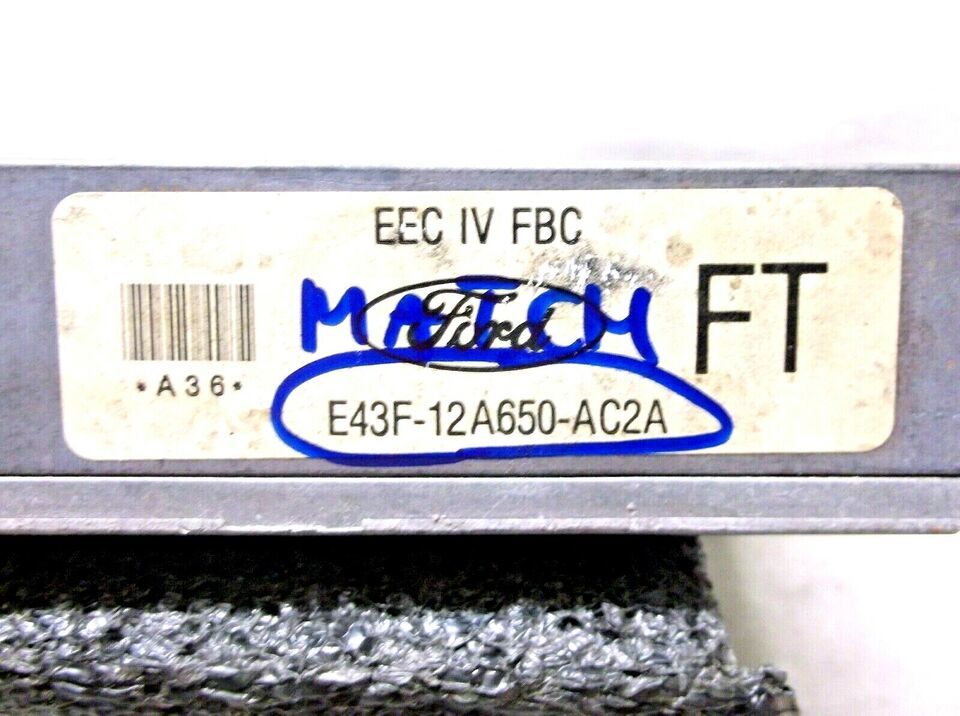 EEC IV FBC
MATCH
Ford
FT
*A36*
E43F-12A650-AC2A